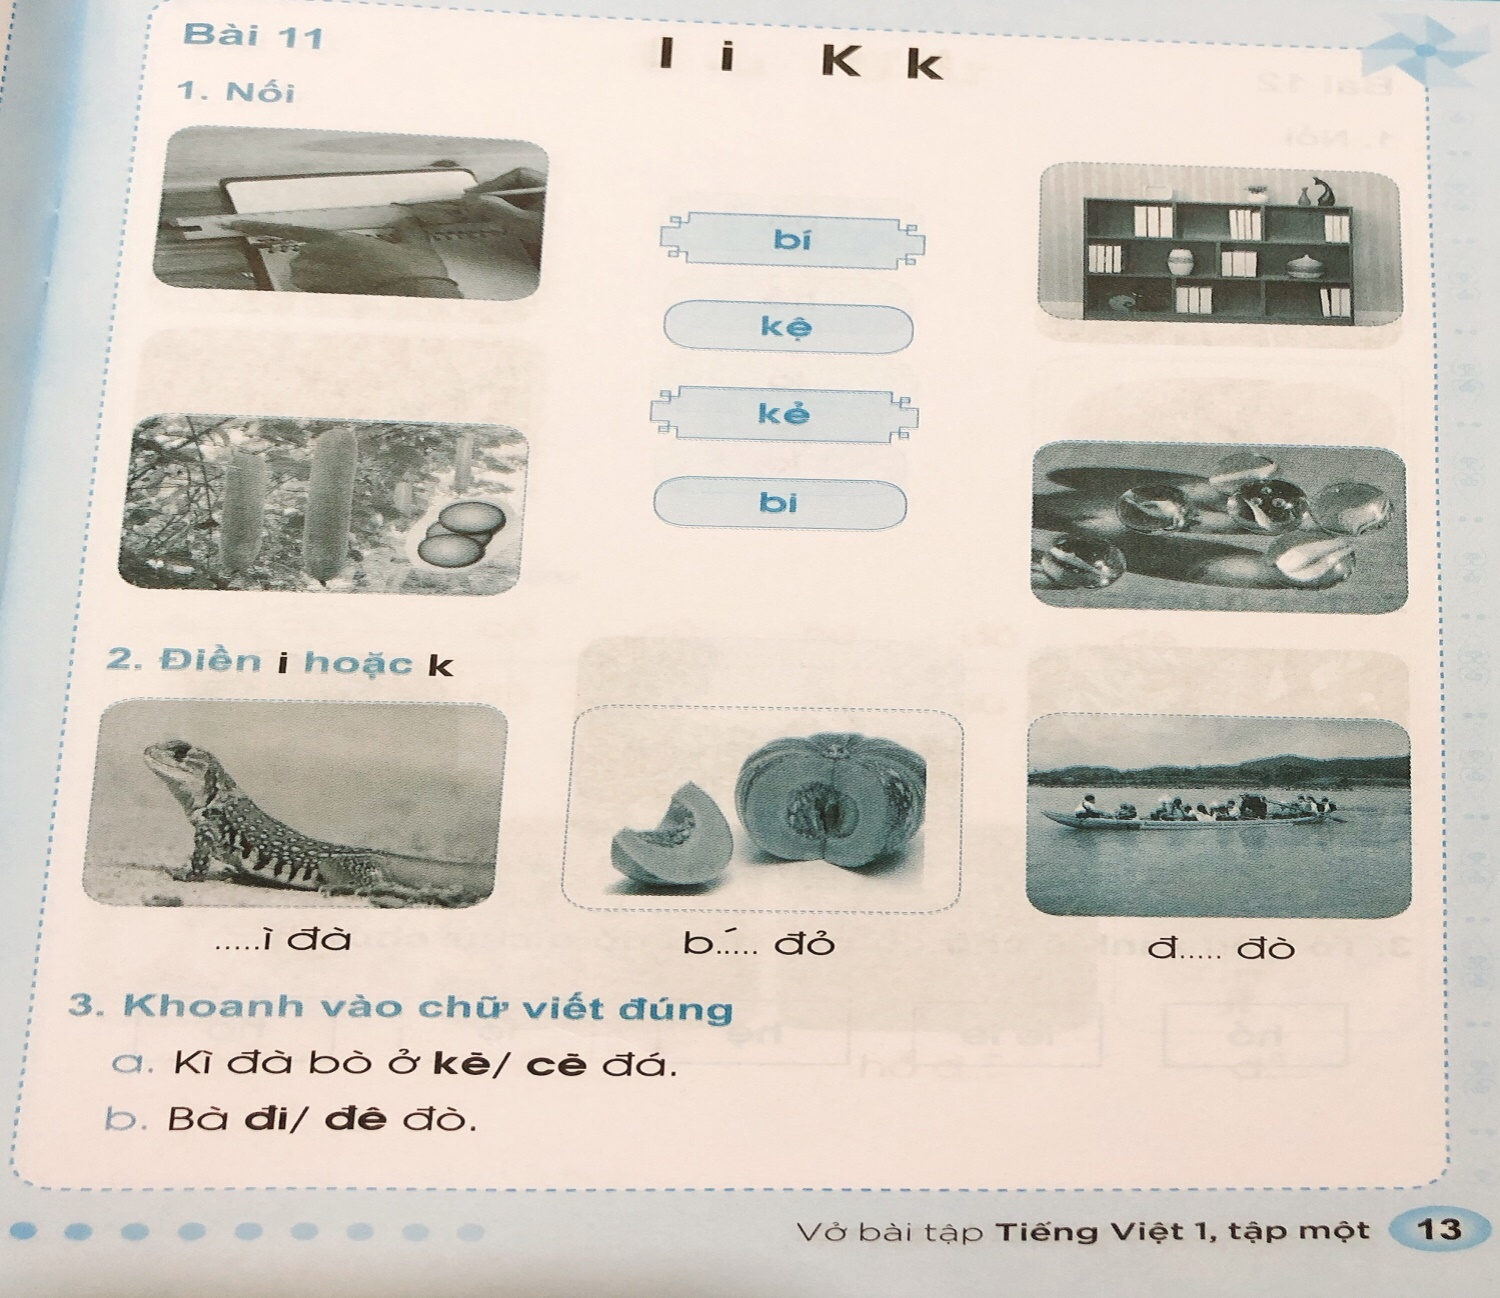 Bài 11
I i K k
1. Nối
bí
kệ
kẻ
bi
2. Điền i hoặc k
.....ì đà
b.́.... đỏ
đ..... đò
3. Khoanh vào chữ viết đúng
a. Kì đà bò ở kẽ/ cẽ đá.
b. Bà đi/ đê đò.
Vở bài tập Tiếng Việt 1, tập một 13